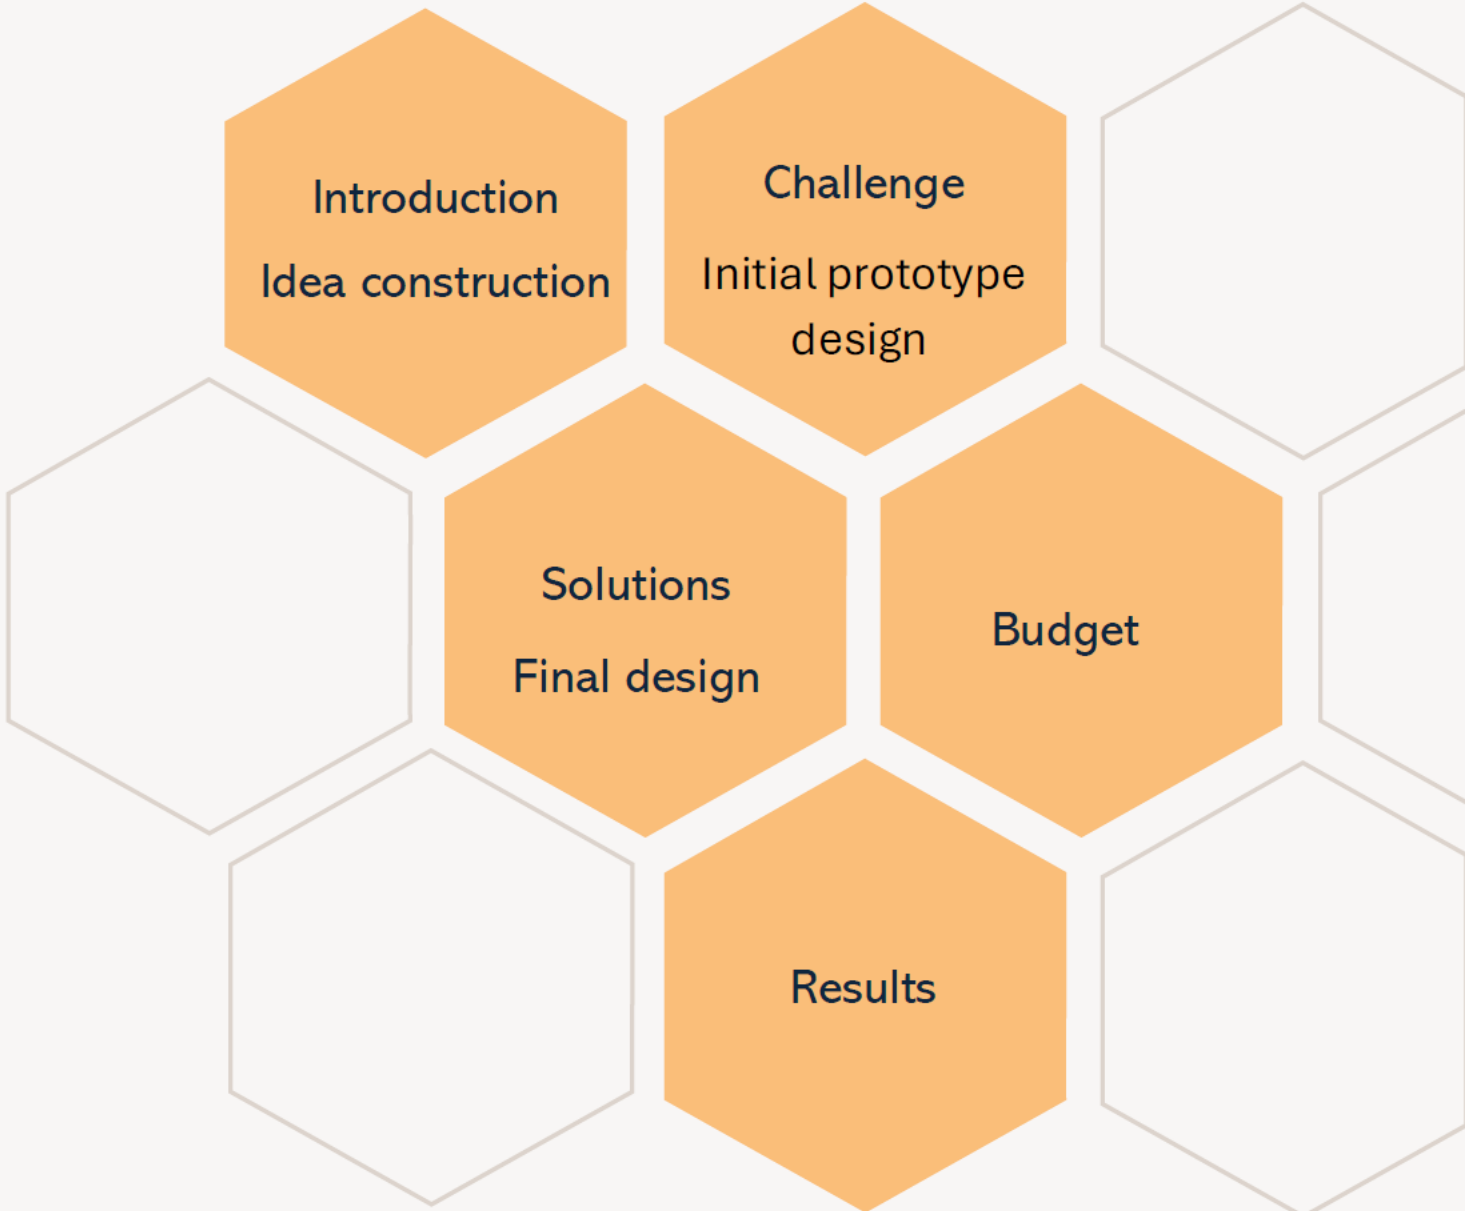 Introduction
Idea construction
Challenge
Initial prototype
design
Solutions
Final design
Budget
Results